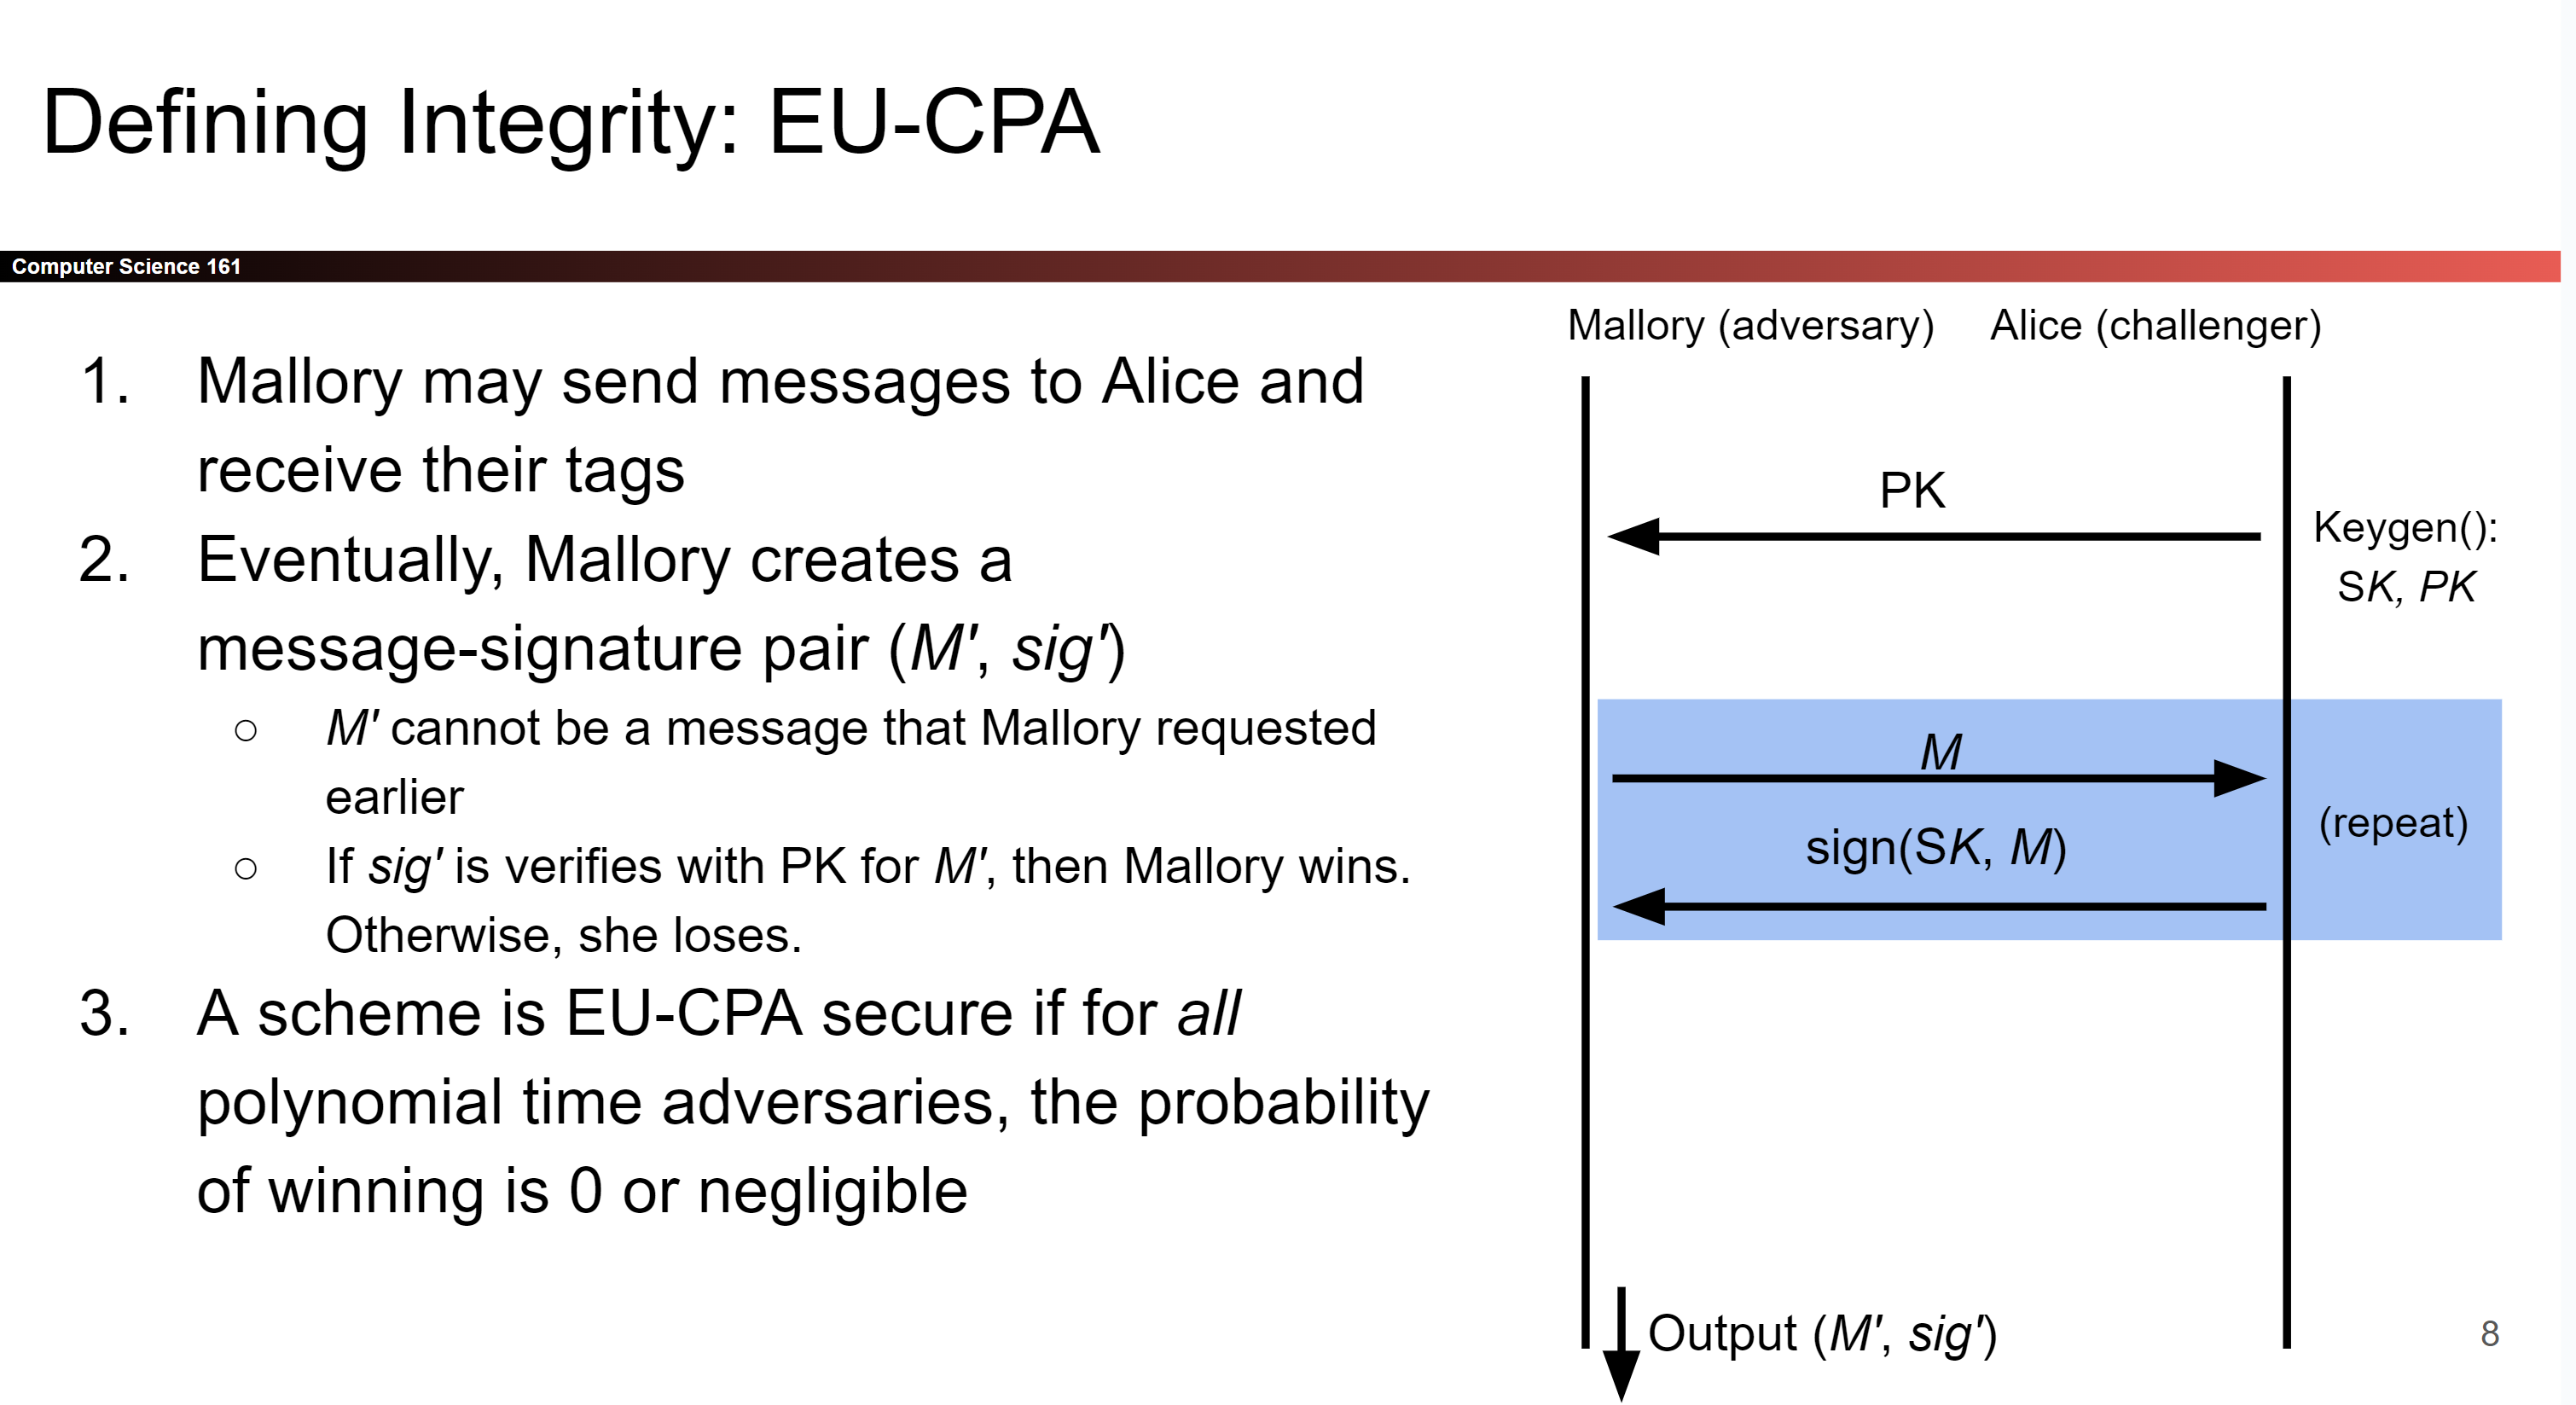 Defining Integrity: EU-CPA
Computer Science 161
1. Mallory may send messages to Alice and
receive their tags
2. Eventually, Mallory creates a
message-signature pair (M', sig')
○ M' cannot be a message that Mallory requested
earlier
○ If sig' is verifies with PK for M', then Mallory wins.
Otherwise, she loses.
3. A scheme is EU-CPA secure if for all
polynomial time adversaries, the probability
of winning is 0 or negligible
Mallory (adversary)
Alice (challenger)
PK
Keygen():
SK, PK
M
sign(SK, M)
(repeat)
Output (M', sig')
8